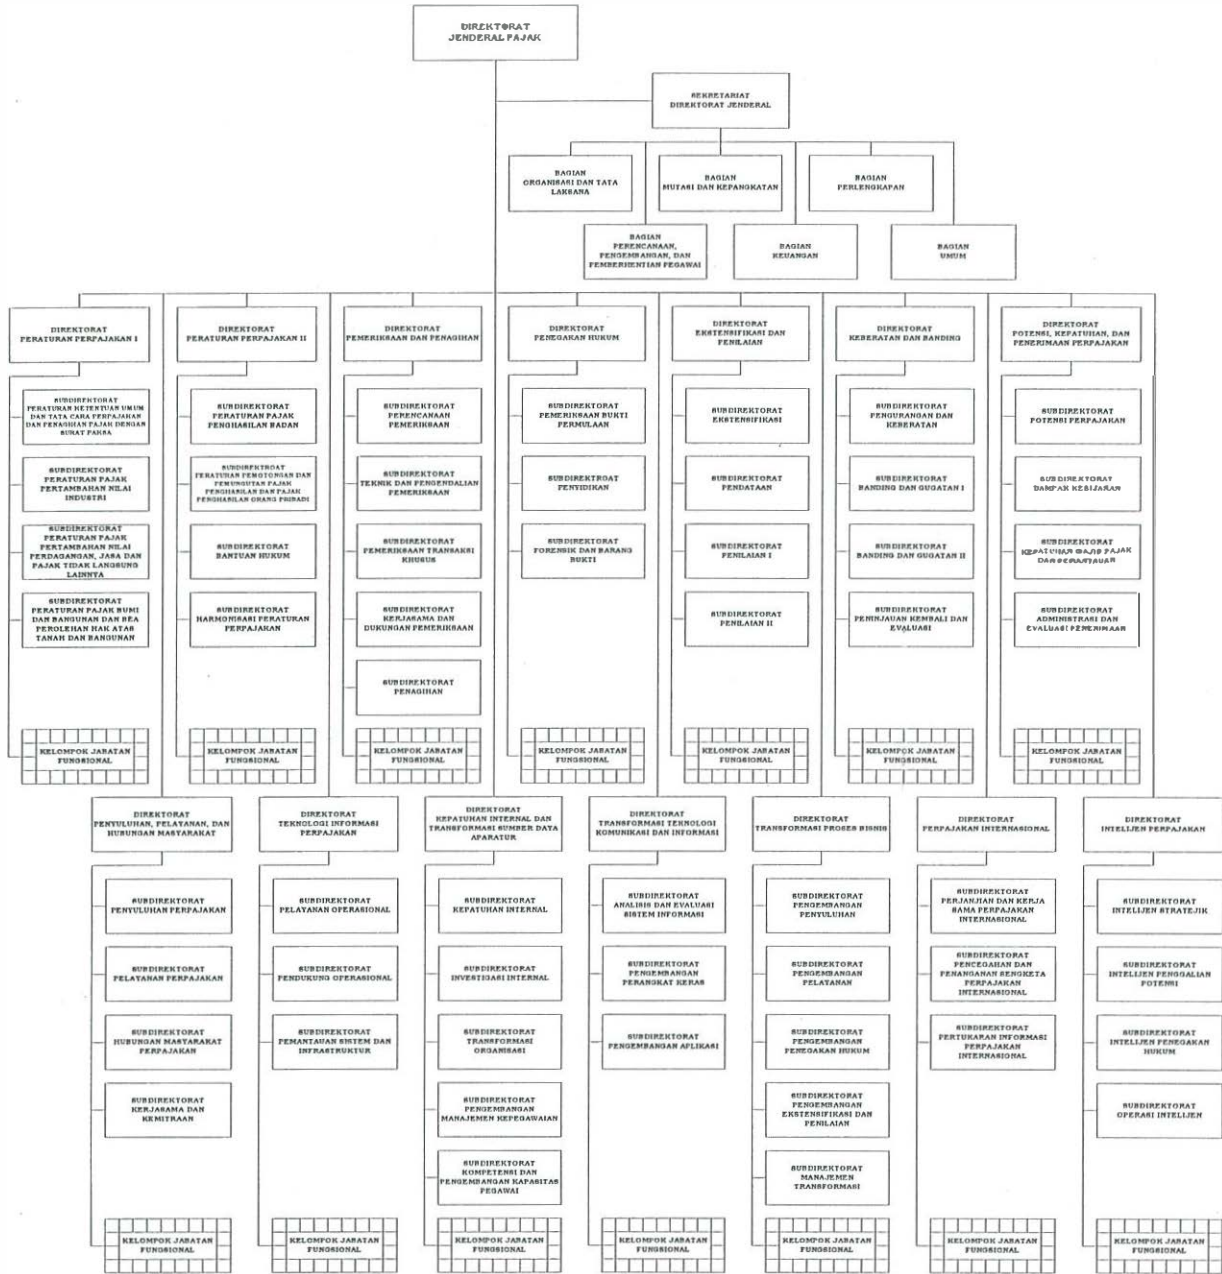 DIREKTORAT
JENDERAL PAJAK
SEKRETARIAT
DIREKTORAT JENDERAL
BAGIAN
ORGANISASI DAN TATA
LAKSANA
BAGIAN
MUTASI DAN KEPANGKATAN
BAGIAN
PERLENGKAPAN
BAGIAN
PERENCANAAN,
PENGEMBANGAN, DAN
PEMBERHENTIAN PEGAWAI
BAGIAN
KEUANGAN
BAGIAN
UMUM
DIREKTORAT
PERATURAN PERPAJAKAN I
SUBDIREKTORAT
PERATURAN KETENTUAN UMUM
DAN TATA CARA PERPAJAKAN
DAN PENAGIHAN PAJAK DENGAN
SURAT PAKSA
SUBDIREKTORAT
PERATURAN PAJAK
PERTAMBAHAN NILAI
INDUSTRI
SUBDIREKTORAT
PERATURAN PAJAK
PERTAMBAHAN NILAI
PERDAGANGAN, JASA DAN
PAJAK TIDAK LANGSUNG
LAINNYA
SUBDIREKTORAT
PERATURAN PAJAK BUMI
DAN BANGUNAN DAN BEA
PEROLEHAN HAK ATAS
TANAH DAN BANGUNAN
KELOMPOK JABATAN
FUNGSIONAL
DIREKTORAT
PERATURAN PERPAJAKAN II
SUBDIREKTORAT
PERATURAN PAJAK
PENGHASILAN BADAN
SUBDIREKTROAT
PERATURAN PEMOTONGAN DAN
PEMUNGUTAN PAJAK
PENGHASILAN DAN PAJAK
PENGHASILAN ORANG PRIBADI
SUBDIREKTORAT
BANTUAN HUKUM
SUBDIREKTORAT
HARMONISASI PERATURAN
PERPAJAKAN
KELOMPOK JABATAN
FUNGSIONAL
DIREKTORAT
PEMERIKSAAN DAN PENAGIHAN
SUBDIREKTORAT
PERENCANAAN
PEMERIKSAAN
SUBDIREKTORAT
TEKNIK DAN PENGENDALIAN
PEMERIKSAAN
SUBDIREKTORAT
PEMERIKSAAN TRANSAKSI
KHUSUS
SUBDIREKTORAT
KERJASAMA DAN
DUKUNGAN PEMERIKSAAN
SUBDIREKTORAT
PENAGIHAN
KELOMPOK JABATAN
FUNGSIONAL
DIREKTORAT
PENEGAKAN HUKUM
SUBDIREKTORAT
PEMERIKSAAN BUKTI
PERMULAAN
SUBDIREKTROAT
PENYIDIKAN
SUBDIREKTORAT
FORENSIK DAN BARANG
BUKTI
KELOMPOK JABATAN
FUNGSIONAL
DIREKTORAT
EKSTENSIFIKASI DAN
PENILAIAN
SUBDIREKTORAT
EKSTENSIFIKASI
SUBDIREKTORAT
PENDATAAN
SUBDIREKTORAT
PENILAIAN I
SUBDIREKTORAT
PENILAIAN II
KELOMPOK JABATAN
FUNGSIONAL
DIREKTORAT
KEBERATAN DAN BANDING
SUBDIREKTORAT
PENGURANGAN DAN
KEBERATAN
SUBDIREKTORAT
BANDING DAN GUGATAN I
SUBDIREKTORAT
BANDING DAN GUGATAN II
SUBDIREKTORAT
PENINJAUAN KEMBALI DAN
EVALUASI
KELOMPOK JABATAN
FUNGSIONAL
DIREKTORAT
POTENSI, KEPATUHAN, DAN
PENERIMAAN PERPAJAKAN
SUBDIREKTORAT
POTENSI PERPAJAKAN
SUBDIREKTORAT
DAMPAK KEBIJAKAN
SUBDIREKTORAT
KEPATUHAN WAJIB PAJAK
DAN PEMANTAUAN
SUBDIREKTORAT
ADMINISTRASI DAN
EVALUASI PENERIMAAN
KELOMPOK JABATAN
FUNGSIONAL
DIREKTORAT
PENYULUHAN, PELAYANAN, DAN
HUBUNGAN MASYARAKAT
SUBDIREKTORAT
PENYULUHAN PERPAJAKAN
SUBDIREKTORAT
PELAYANAN PERPAJAKAN
SUBDIREKTORAT
HUBUNGAN MASYARAKAT
PERPAJAKAN
SUBDIREKTORAT
KERJASAMA DAN
KEMITRAAN
KELOMPOK JABATAN
FUNGSIONAL
DIREKTORAT
TEKNOLOGI INFORMASI
PERPAJAKAN
SUBDIREKTORAT
PELAYANAN OPERASIONAL
SUBDIREKTORAT
PENDUKUNG OPERASIONAL
SUBDIREKTORAT
PEMANTAUAN SISTEM DAN
INFRASTRUKTUR
KELOMPOK JABATAN
FUNGSIONAL
DIREKTORAT
KEPATUHAN INTERNAL DAN
TRANSFORMASI SUMBER DAYA
APARATUR
SUBDIREKTORAT
KEPATUHAN INTERNAL
SUBDIREKTORAT
INVESTIGASI INTERNAL
SUBDIREKTORAT
TRANSFORMASI
ORGANISASI
SUBDIREKTORAT
PENGEMBANGAN
MANAJEMEN KEPEGAWAIAN
SUBDIREKTORAT
KOMPETENSI DAN
PENGEMBANGAN KAPASITAS
PEGAWAI
KELOMPOK JABATAN
FUNGSIONAL
DIREKTORAT
TRANSFORMASI TEKNOLOGI
KOMUNIKASI DAN INFORMASI
SUBDIREKTORAT
ANALISIS DAN EVALUASI
SISTEM INFORMASI
SUBDIREKTORAT
PENGEMBANGAN
PERANGKAT KERAS
SUBDIREKTORAT
PENGEMBANGAN APLIKASI
KELOMPOK JABATAN
FUNGSIONAL
DIREKTORAT
TRANSFORMASI PROSES BISNIS
SUBDIREKTORAT
PENGEMBANGAN
PENYULUHAN
SUBDIREKTORAT
PENGEMBANGAN
PELAYANAN
SUBDIREKTORAT
PENGEMBANGAN
PENEGAKAN HUKUM
SUBDIREKTORAT
PENGEMBANGAN
EKSTENSIFIKASI DAN
PENILAIAN
SUBDIREKTORAT
MANAJEMEN
TRANSFORMASI
KELOMPOK JABATAN
FUNGSIONAL
DIREKTORAT
PERPAJAKAN INTERNASIONAL
SUBDIREKTORAT
PERJANJIAN DAN KERJA
SAMA PERPAJAKAN
INTERNASIONAL
SUBDIREKTORAT
PENCEGAHAN DAN
PENANGANAN SENGKETA
PERPAJAKAN
INTERNASIONAL
SUBDIREKTORAT
PERTUKARAN INFORMASI
PERPAJAKAN
INTERNASIONAL
KELOMPOK JABATAN
FUNGSIONAL
DIREKTORAT
INTELIJEN PERPAJAKAN
SUBDIREKTORAT
INTELIJEN STRATEJIK
SUBDIREKTORAT
INTELIJEN PENGGALIAN
POTENSI
SUBDIREKTORAT
INTELIJEN PENEGAKAN
HUKUM
SUBDIREKTORAT
OPERASI INTELIJEN
KELOMPOK JABATAN
FUNGSIONAL